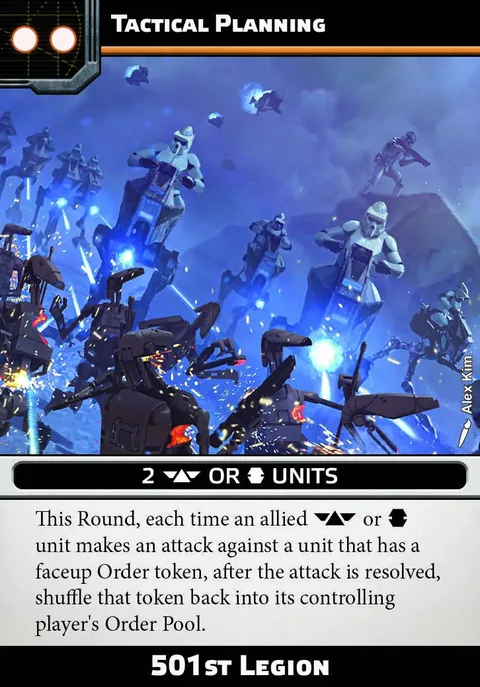 Tactical Planning
Alex Kim
2 OR UNITS
This Round, each time an allied or
unit makes an attack against a unit that has a
faceup Order token, after the attack is resolved,
shuffle that token back into its controlling
player's Order Pool.
501st Legion